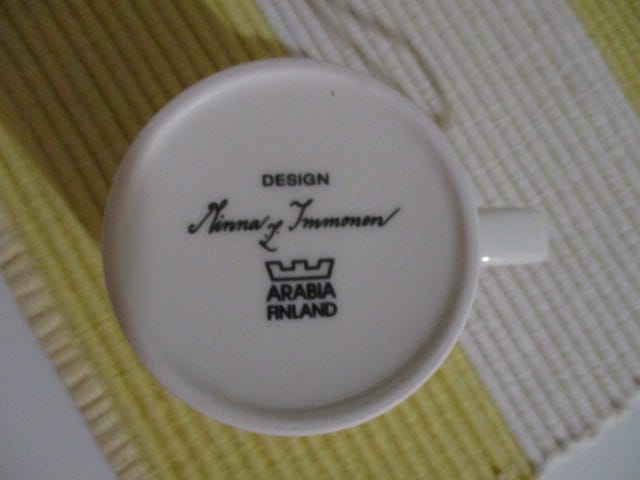 DESIGN
Ninna Z Immonen
ARABIA
FINLAND